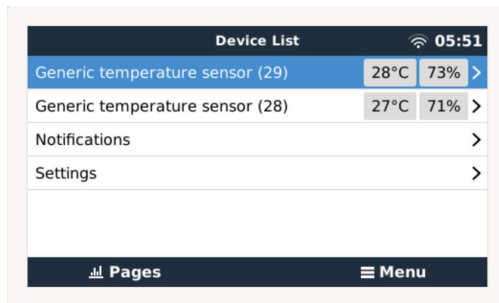 Device List 05:51
Generic temperature sensor (29) 28°C 73%
Generic temperature sensor (28) 27°C 71%
Notifications
Settings
Pages Menu